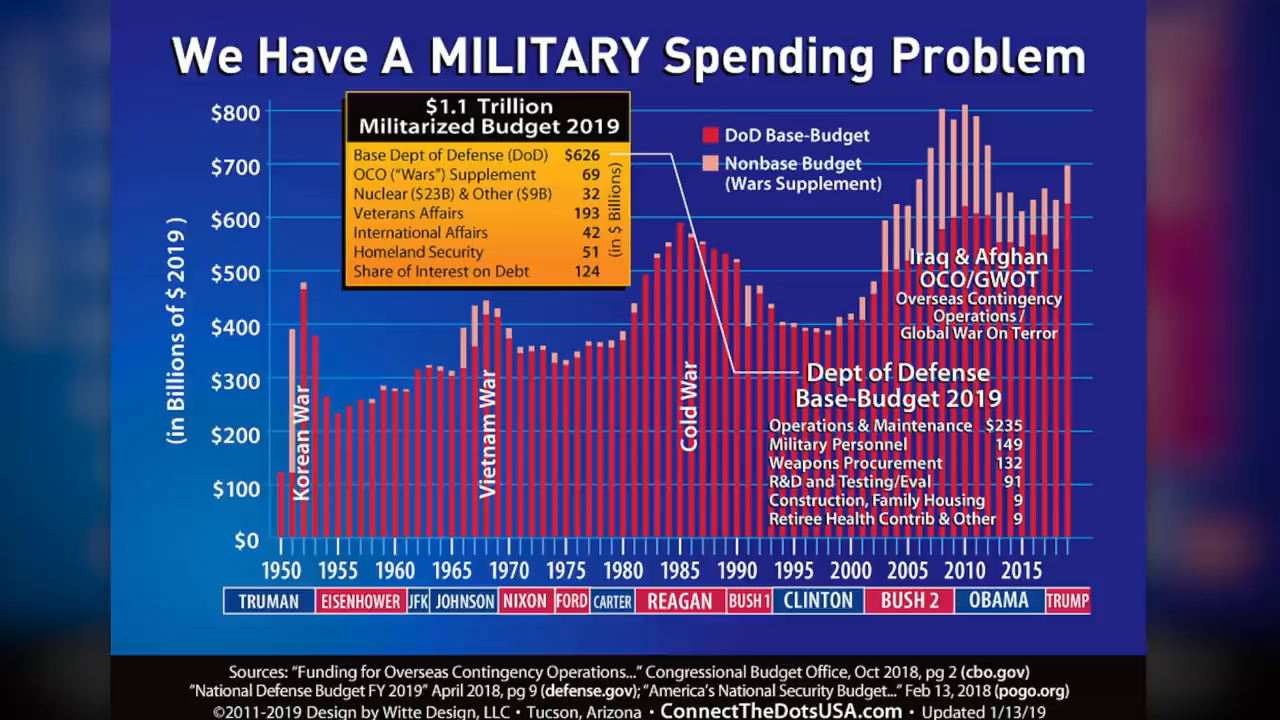 We Have A MILITARY Spending Problem
$1.1 Trillion
Militarized Budget 2019
Base Dept of Defense (DoD) $626
OCO ("Wars") Supplement 69
Nuclear ($23B) & Other ($9B) 32
Veterans Affairs 193
International Affairs 42
Homeland Security 51
Share of Interest on Debt 124
(in $ Billions)
DoD Base-Budget
Nonbase Budget
(Wars Supplement)
(in Billions of $ 2019 )
$800
$700
$600
$500
$400
$300
$200
$100
$0
Korean War
Vietnam War
Cold War
Iraq & Afghan
OCO/GWOT
Overseas Contingency
Operations/
Global War On Terror
Dept of Defense
Base-Budget 2019
Operations & Maintenance $235
Military Personnel 149
Weapons Procurement 132
R&D and Testing/Eval 91
Construction, Family Housing 9
Retiree Health Contrib & Other 9
1950 1955 1960 1965 1970 1975 1980 1985 1990 1995 2000 2005 2010 2015
TRUMAN EISENHOWER JFK JOHNSON NIXON FORD CARTER REAGAN BUSH 1 CLINTON BUSH 2 OBAMA TRUMP
Sources: "Funding for Overseas Contingency Operations..." Congressional Budget Office, Oct 2018, pg 2 (cbo.gov)
"National Defense Budget FY 2019" April 2018, pg 9 (defense.gov); "America's National Security Budget..." Feb 13, 2018 (pogo.org)
©2011-2019 Design by Witte Design, LLC • Tucson, Arizona • ConnectTheDotsUSA.com • Updated 1/13/19